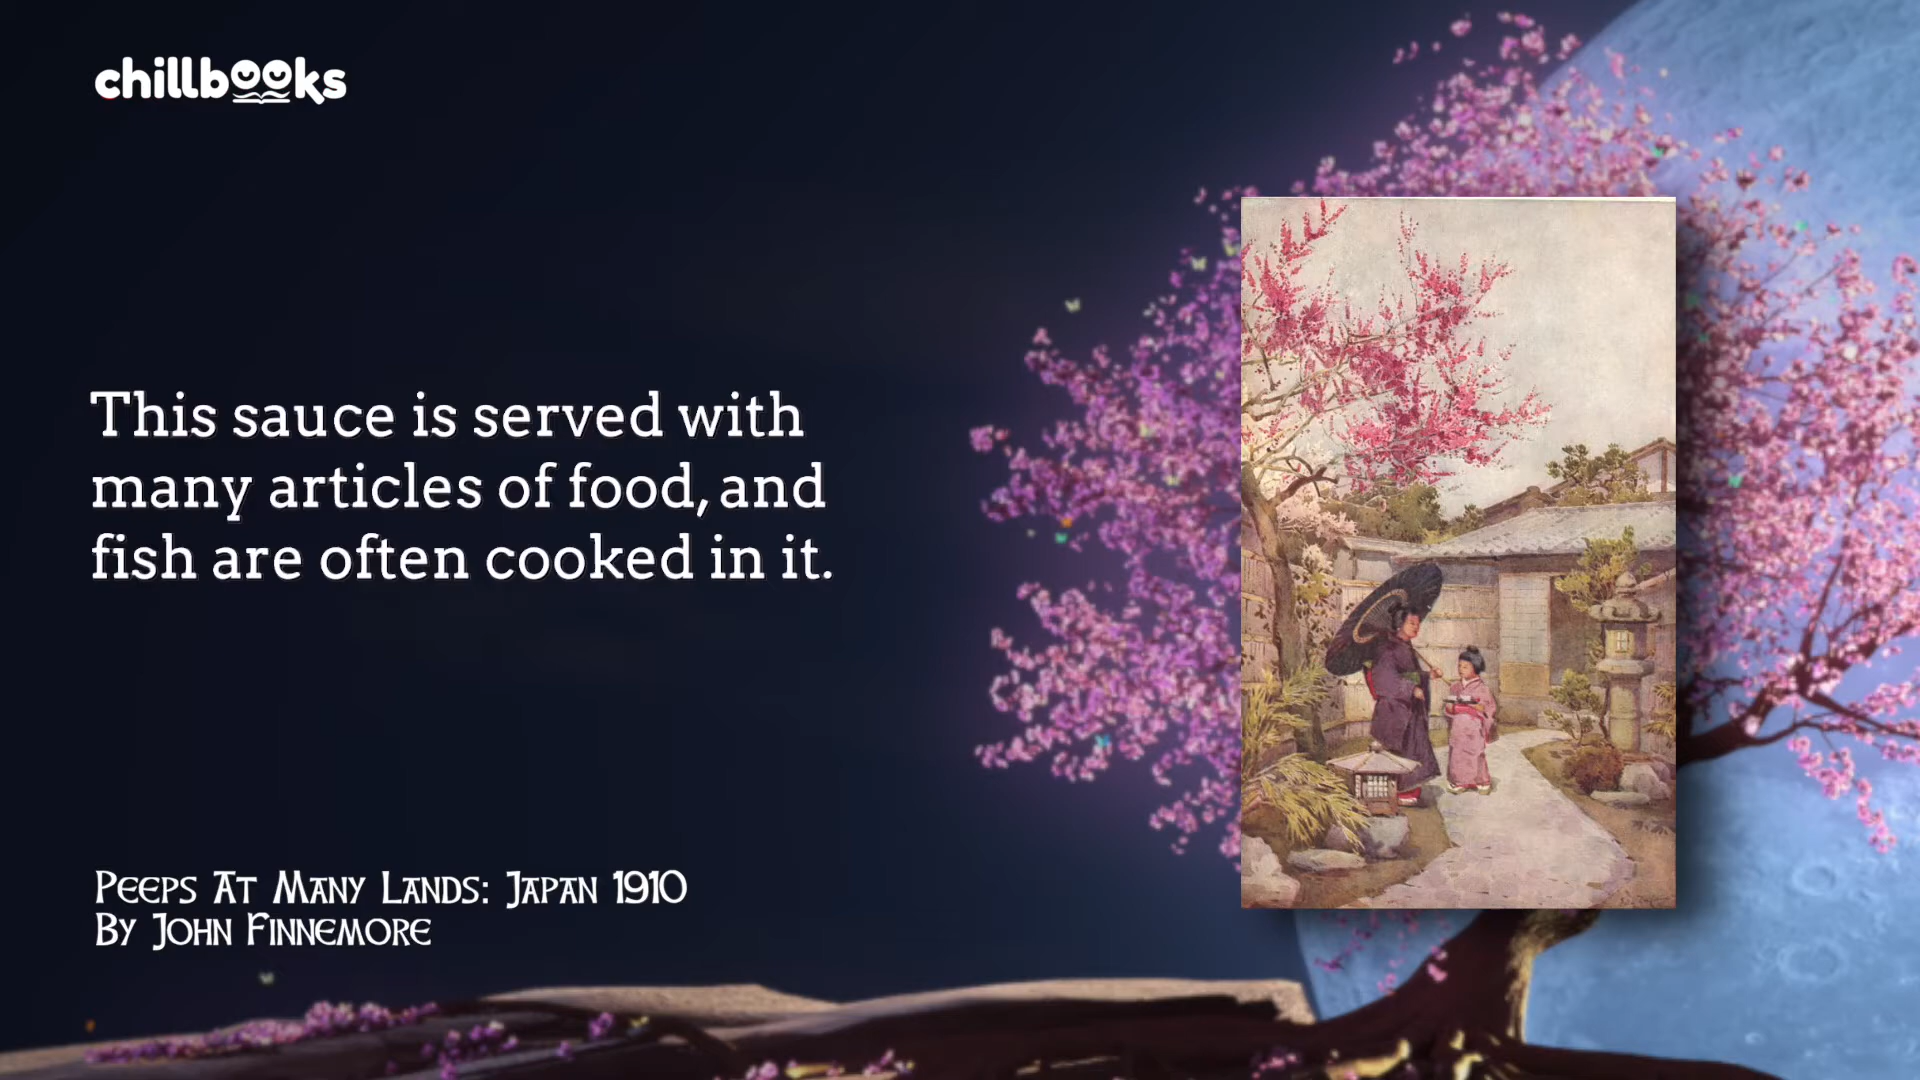 chillbooks
This sauce is served with
many articles of food, and
fish are often cooked in it.
Peeps At Many Lands: Japan 1910
By John Finnemore